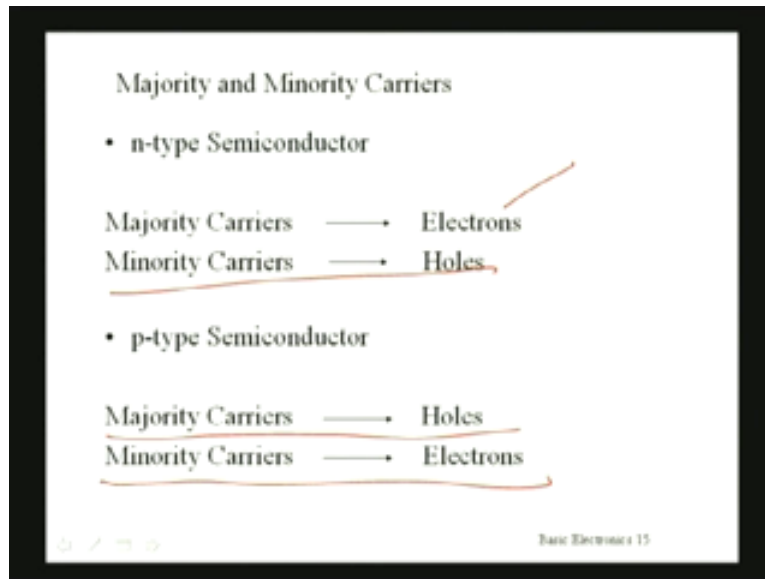 Majority and Minority Carriers
• n-type Semiconductor
Majority Carriers ⟶ Electrons
Minority Carriers ⟶ Holes
• p-type Semiconductor
Majority Carriers ⟶ Holes
Minority Carriers ⟶ Electrons
Basic Electronics 15